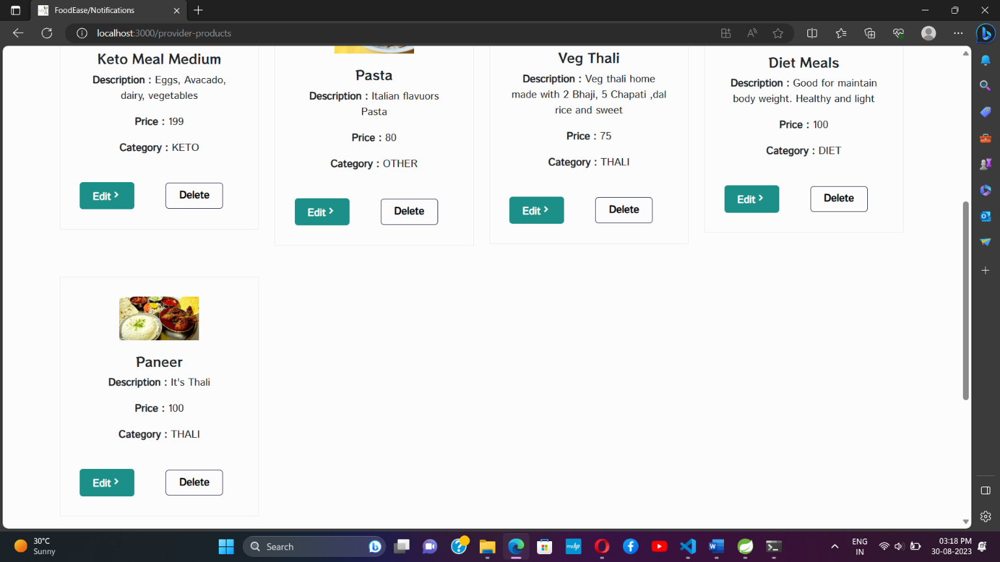 FoodEase/Notifications
localhost:3000/provider-products
Keto Meal Medium
Description : Eggs, Avacado,
dairy, vegetables
Price : 199
Category : KETO
Edit >
Delete
Pasta
Description : Italian flavuors
Pasta
Price : 80
Category : OTHER
Edit >
Delete
Veg Thali
Description : Veg thali home
made with 2 Bhaji, 5 Chapati ,dal
rice and sweet
Price : 75
Category : THALI
Edit >
Delete
Diet Meals
Description : Good for maintain
body weight. Healthy and light
Price : 100
Category : DIET
Edit >
Delete
Paneer
Description : It's Thali
Price : 100
Category : THALI
Edit >
Delete
30°C
Sunny
Search
myhp
ENG
IN
03:18 PM
30-08-2023